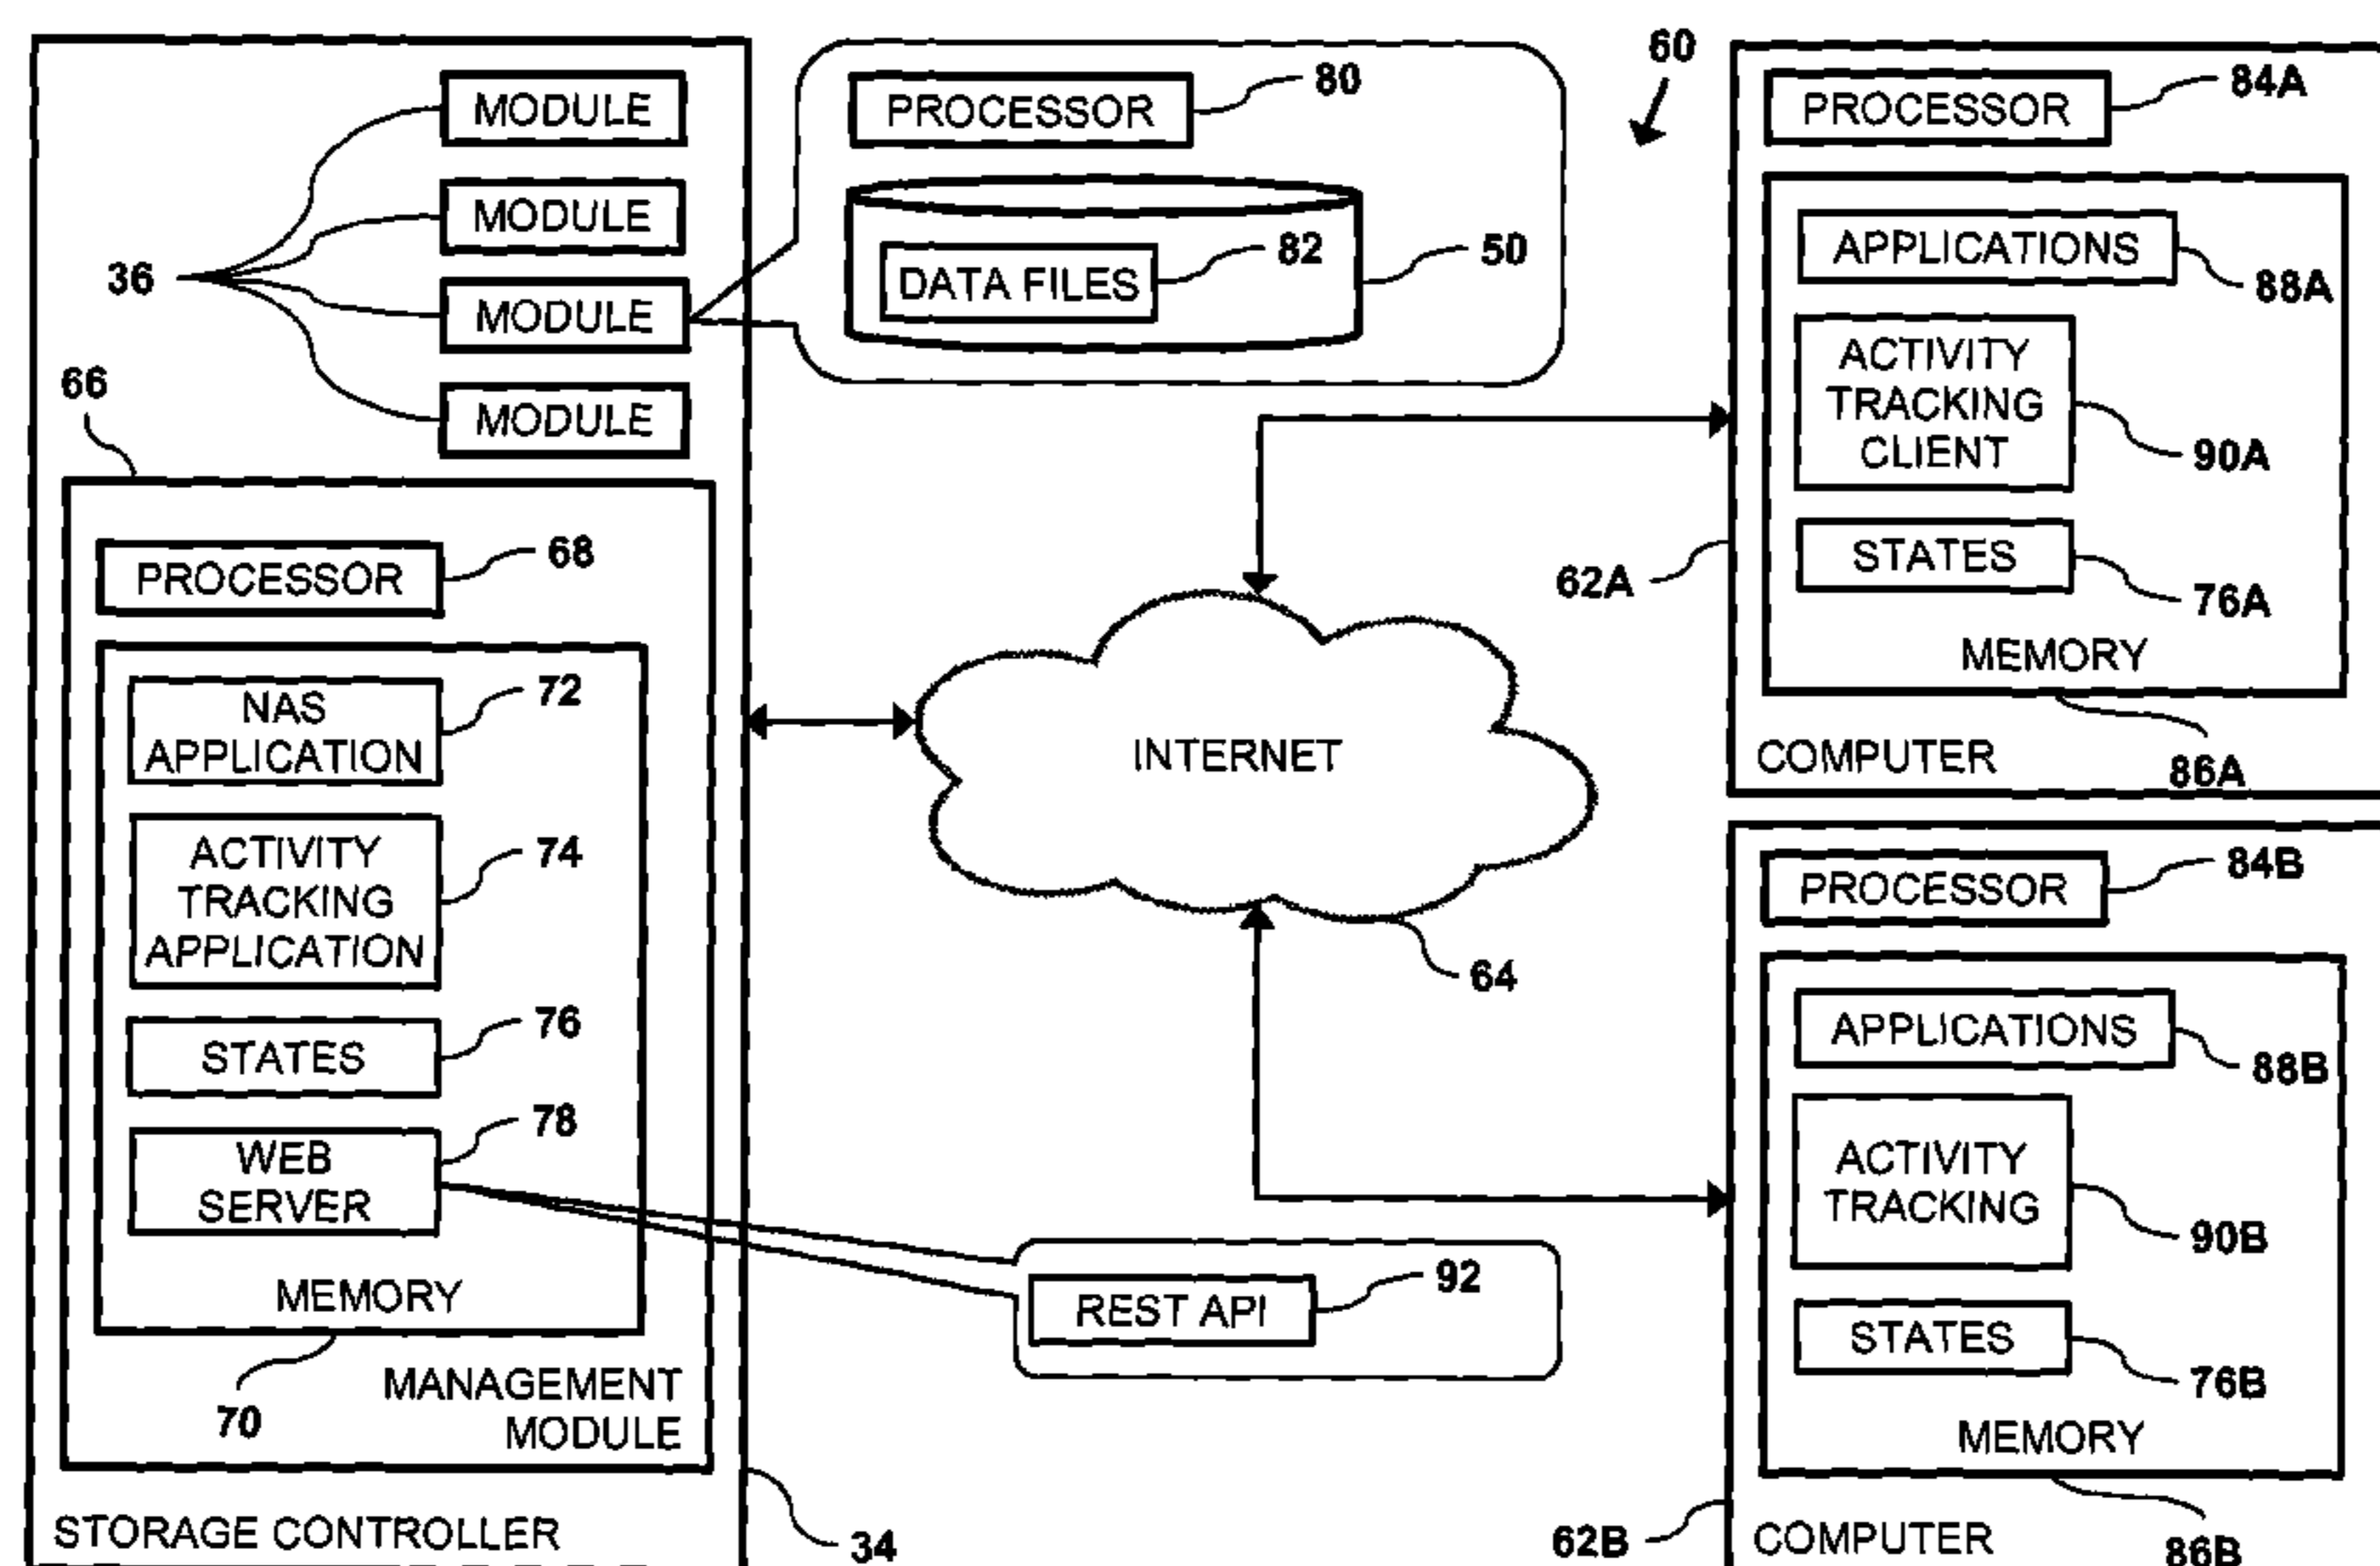 MODULE
MODULE
36
MODULE
MODULE
66
PROCESSOR
68
NAS
APPLICATION
72
ACTIVITY
TRACKING
APPLICATION
74
STATES
76
WEB
SERVER
78
MEMORY
70
MANAGEMENT
MODULE
STORAGE CONTROLLER
34
PROCESSOR
80
DATA FILES
82
50
60
INTERNET
64
REST API
92
PROCESSOR
84A
APPLICATIONS
88A
ACTIVITY
TRACKING
CLIENT
90A
STATES
76A
MEMORY
86A
COMPUTER
62A
PROCESSOR
84B
APPLICATIONS
88B
ACTIVITY
TRACKING
90B
STATES
76B
MEMORY
86B
COMPUTER
62B